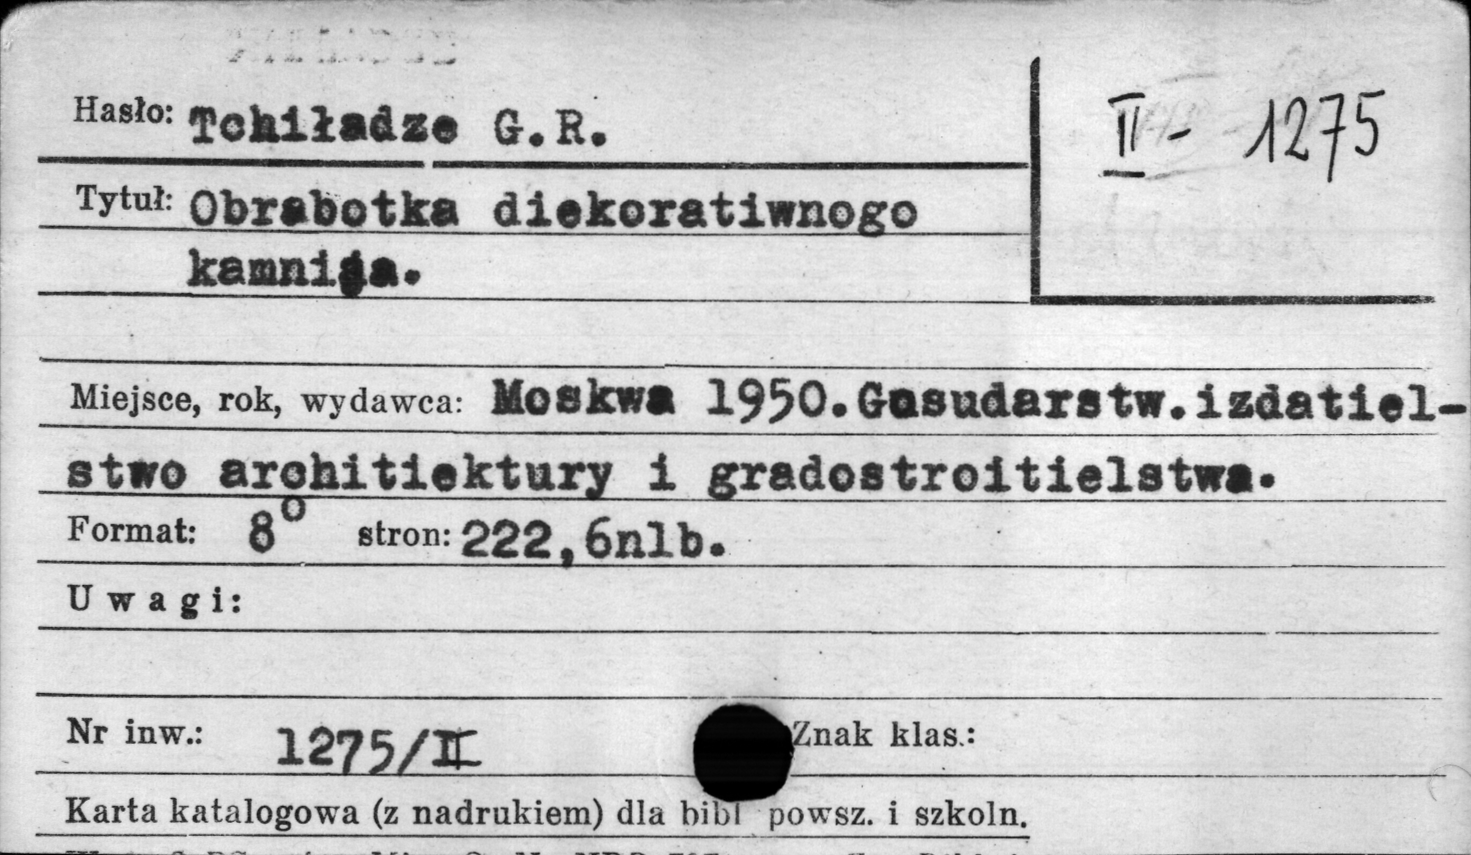 Hasło: Tchiładze G.R.
II - 1275
Tytuł: Obrabotka diekoratiwnogo
kamnia.
Miejsce, rok, wydawca: Moskwa 1950.Gosudarstw.izdatiel-
stwo architiektury i gradostroitielstwa.
Format: 8° stron: 222,6nlb.
Uwagi:
Nr inw.: 1275/II Znak klas.:
Karta katalogowa (z nadrukiem) dla bibl powsz. i szkoln.